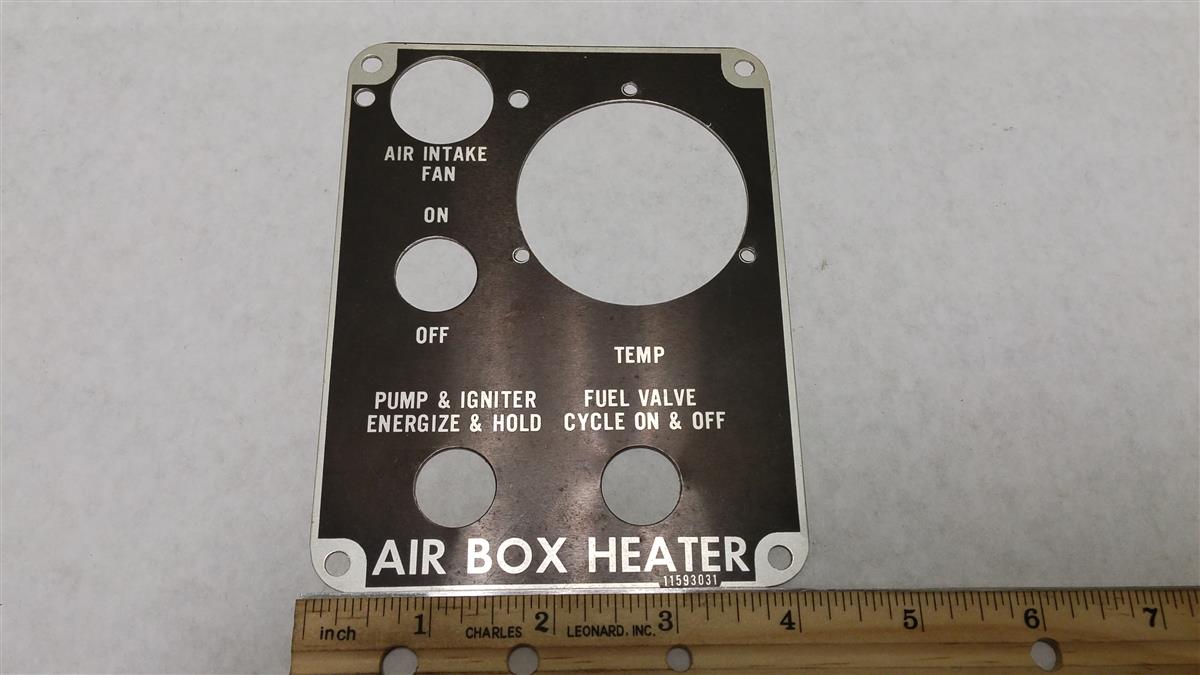 AIR INTAKE
FAN
ON
OFF
TEMP
PUMP & IGNITER
ENERGIZE & HOLD
FUEL VALVE
CYCLE ON & OFF
AIR BOX HEATER
11593031
inch 1 2 3 4 5 6 7
CHARLES LEONARD, INC.